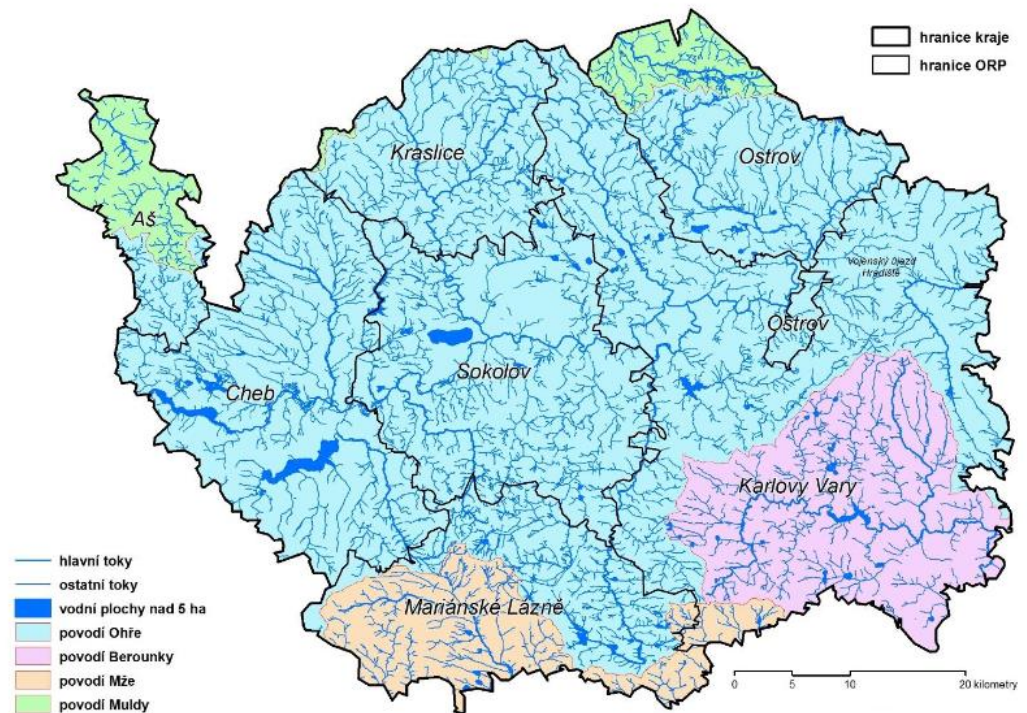 hranice kraje
hranice ORP
Kraslice
Ostrov
Aš
Vojenský újezd
Hradiště
Ostrov
Sokolov
Cheb
Karlovy Vary
Mariánské Lázně
hlavní toky
ostatní toky
vodní plochy nad 5 ha
povodí Ohře
povodí Berounky
povodí Mže
povodí Muldy
0 5 10 20 kilometry